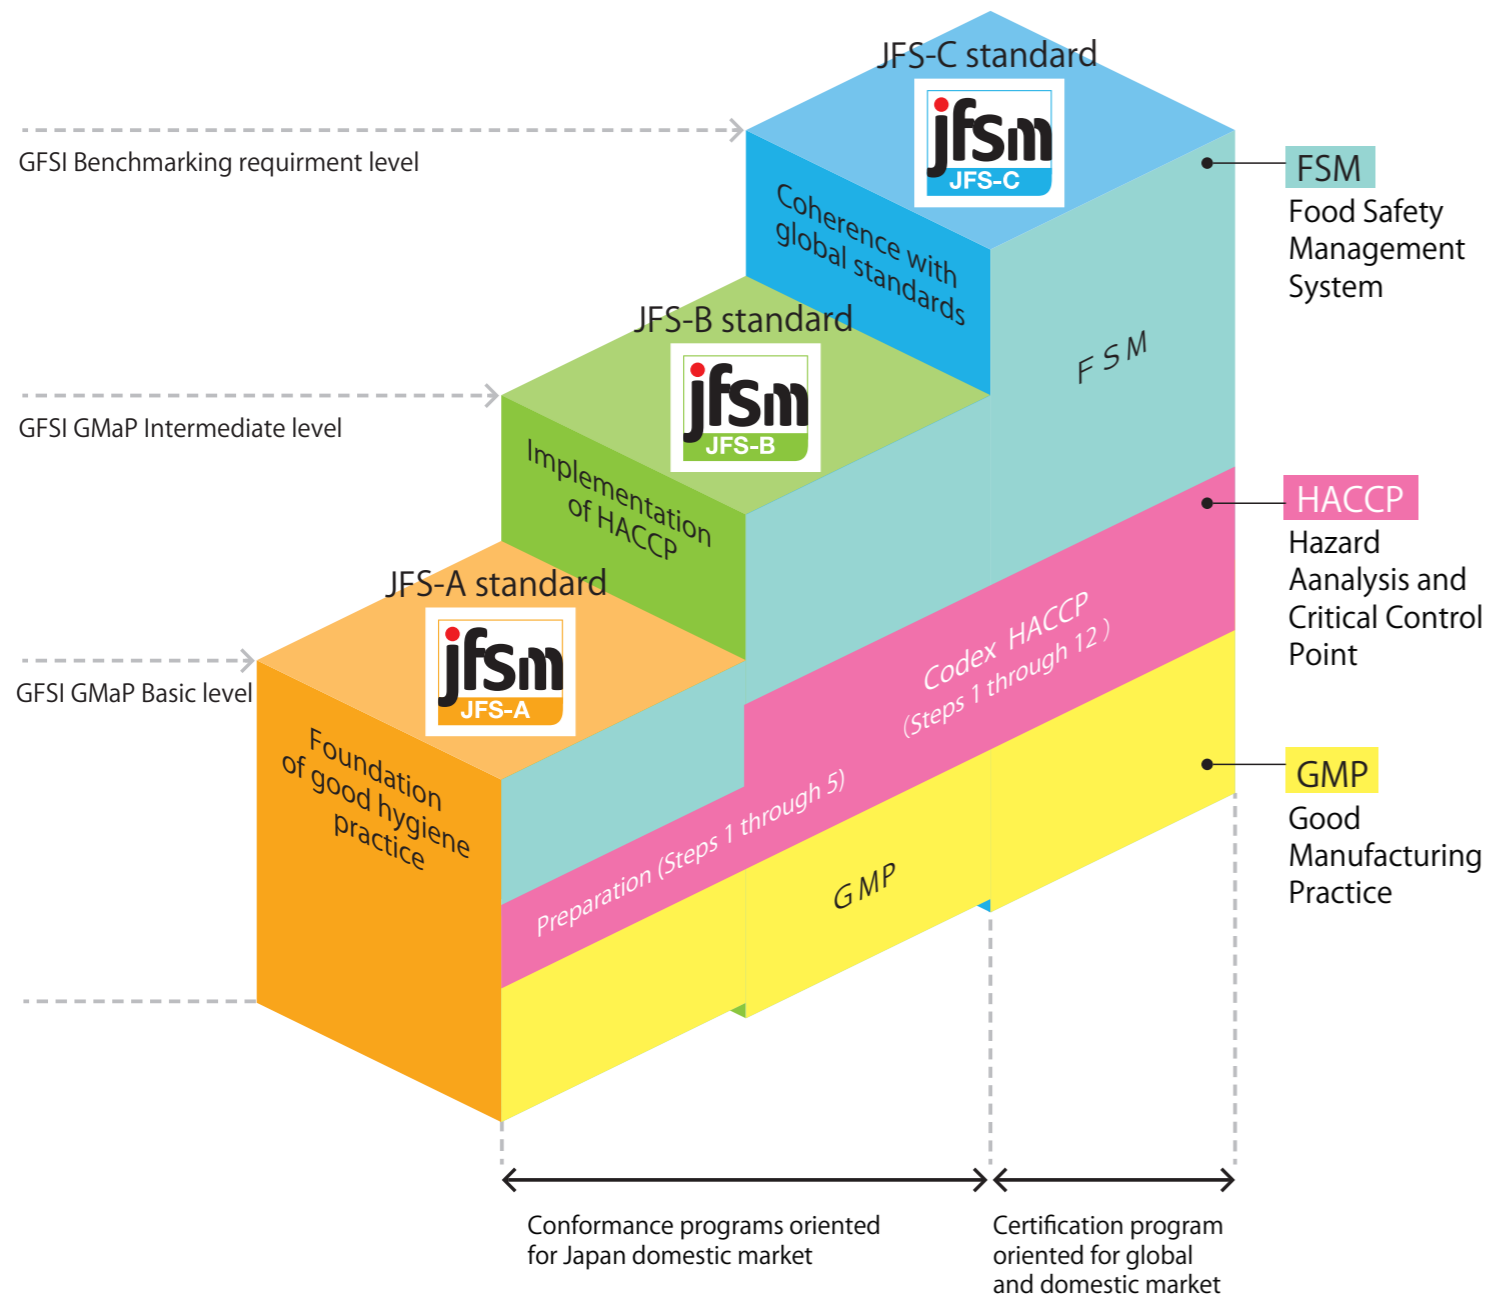 JFS-C standard
jfsm
JFS-C
GFSI Benchmarking requirment level
Coherence with
global standards
FSM
Food Safety
Management
System
JFS-B standard
jfsm
JFS-B
FSM
GFSI GMaP Intermediate level
Implementation
of HACCP
HACCP
Hazard
Aanalysis and
Critical Control
Point
JFS-A standard
jfsm
JFS-A
Codex HACCP
(Steps 1 through 12 )
GFSI GMaP Basic level
Foundation
of good hygiene
practice
Preparation (Steps 1 through 5)
GMP
GMP
Good
Manufacturing
Practice
Conformance programs oriented
for Japan domestic market
Certification program
oriented for global
and domestic market